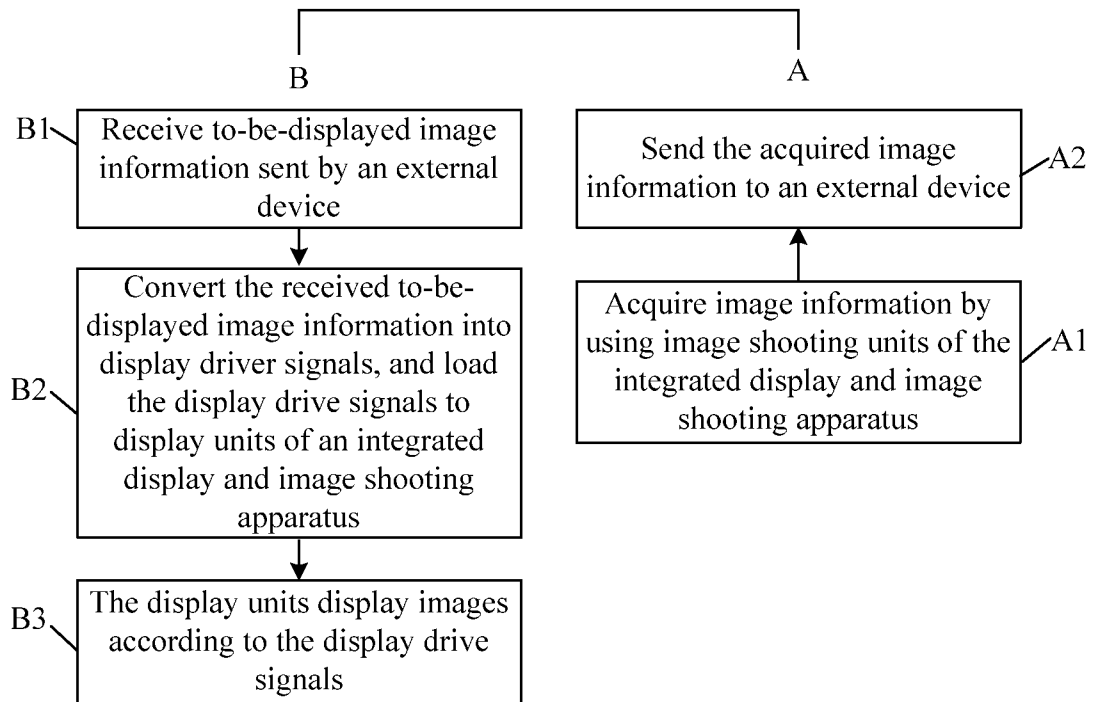 B
A
B1
Receive to-be-displayed image
information sent by an external
device
B2
Convert the received to-be-
displayed image information into
display driver signals, and load
the display drive signals to
display units of an integrated
display and image shooting
apparatus
B3
The display units display images
according to the display drive
signals
Send the acquired image
information to an external device
A2
Acquire image information by
using image shooting units of the
integrated display and image
shooting apparatus
A1